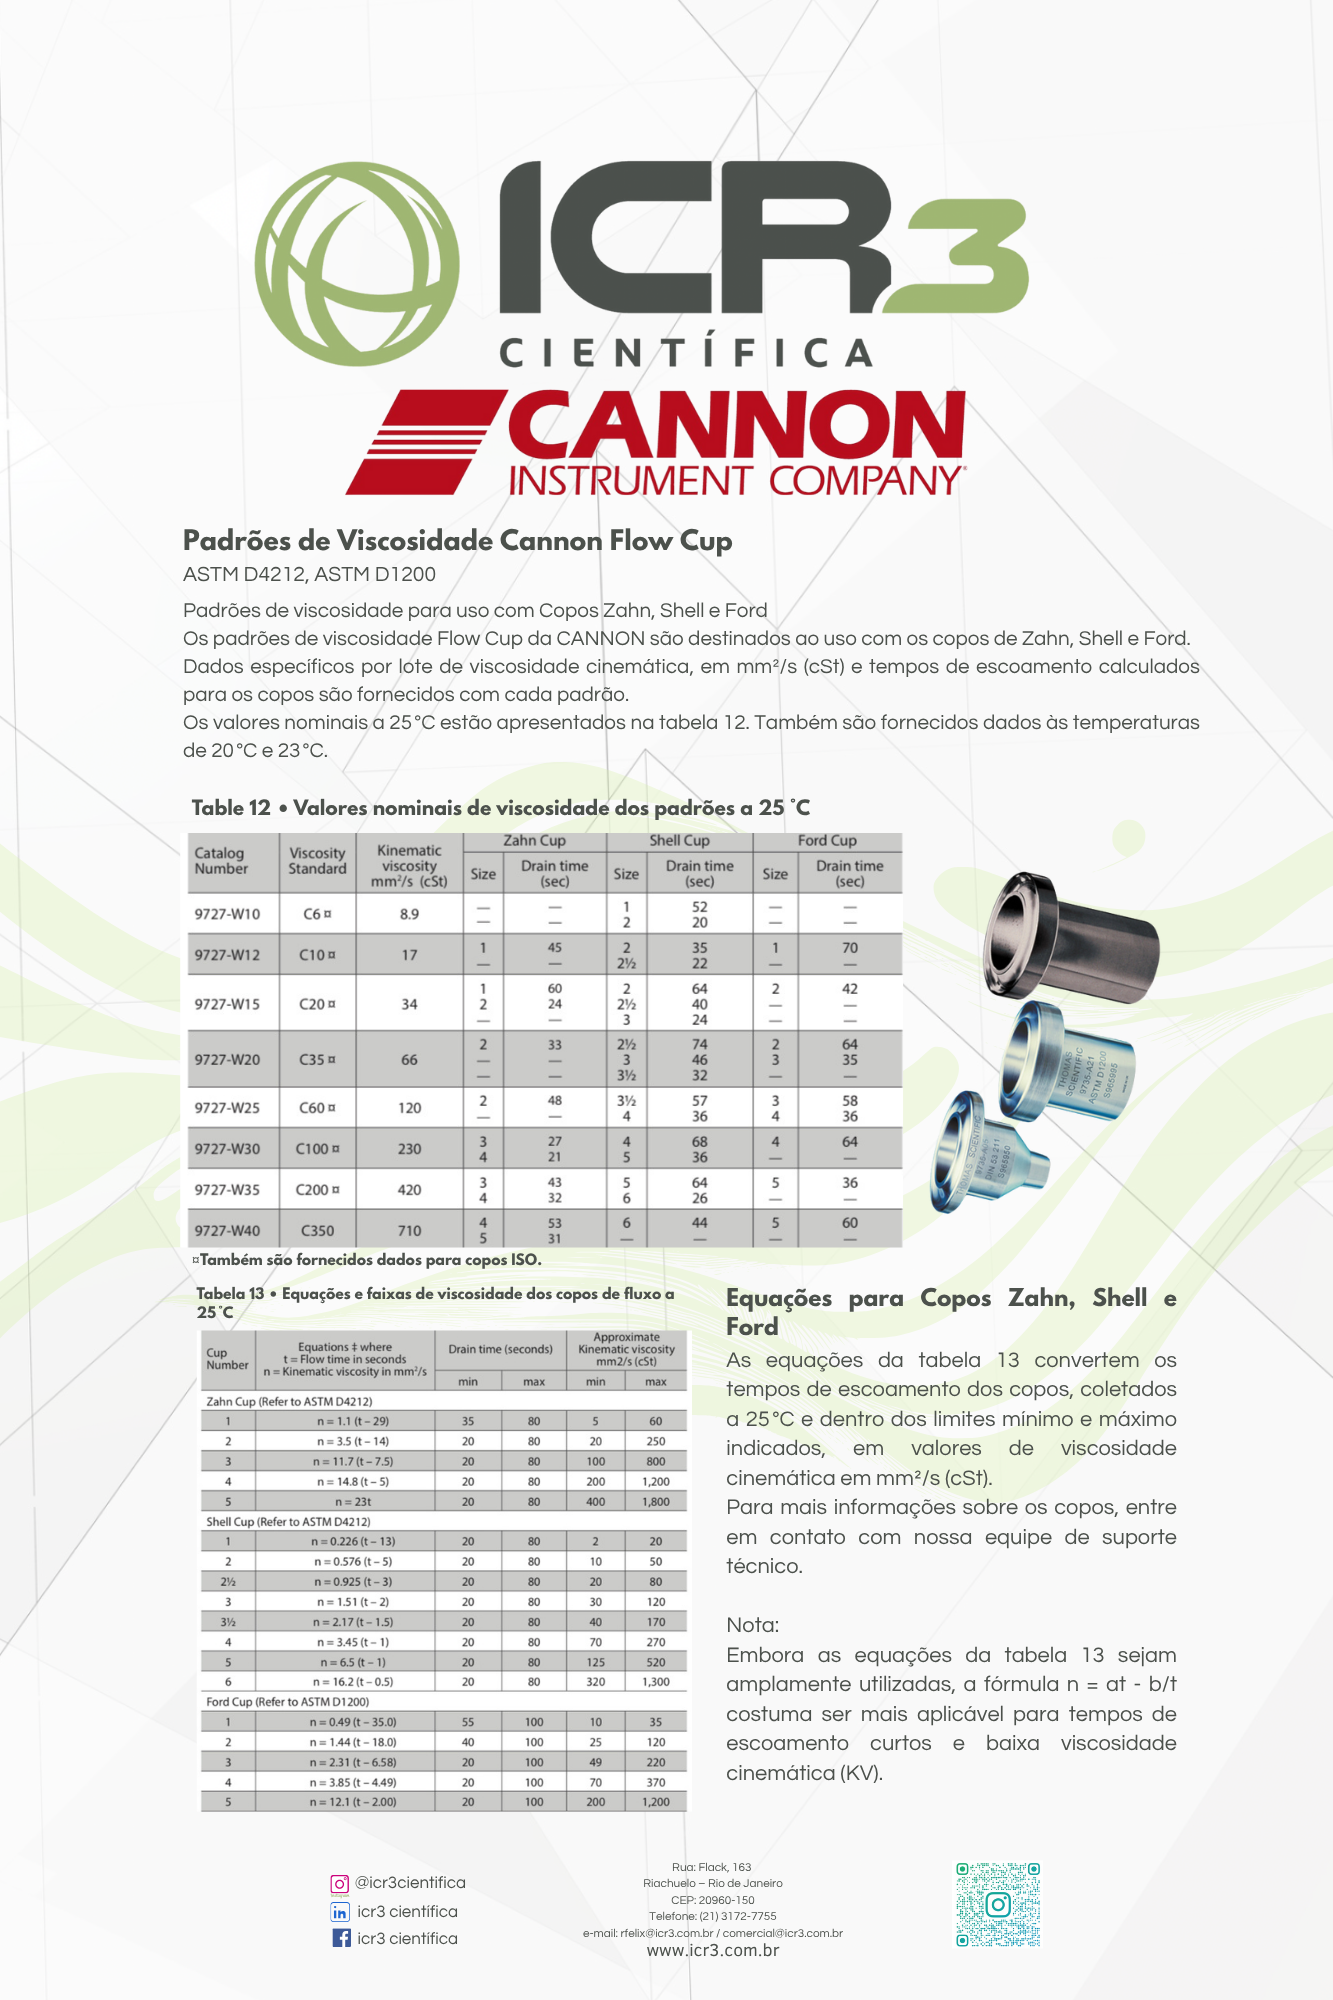 ICR3
CIENTÍFICA
CANNON
INSTRUMENT COMPANY®
Padrões de Viscosidade Cannon Flow Cup
ASTM D4212, ASTM D1200
Padrões de viscosidade para uso com Copos Zahn, Shell e Ford
Os padrões de viscosidade Flow Cup da CANNON são destinados ao uso com os copos de Zahn, Shell e Ford.
Dados específicos por lote de viscosidade cinemática, em mm²/s (cSt) e tempos de escoamento calculados
para os copos são fornecidos com cada padrão.
Os valores nominais a 25 °C estão apresentados na tabela 12. Também são fornecidos dados às temperaturas
de 20 °C e 23 °C.
Table 12 • Valores nominais de viscosidade dos padrões a 25 °C
Catalog Number | Viscosity Standard | Kinematic viscosity mm²/s (cSt) | Zahn Cup | Shell Cup | Ford Cup
Size | Drain time (sec) | Size | Drain time (sec) | Size | Drain time (sec)
9727-W10 | C6 ¤ | 8.9 | — | — | 1 | 52 | — | —
— | — | 2 | 20 | — | —
9727-W12 | C10 ¤ | 17 | 1 | 45 | 2 | 35 | 1 | 70
— | — | 2½ | 22 | — | —
9727-W15 | C20 ¤ | 34 | 1 | 60 | 2 | 64 | 2 | 42
2 | 24 | 2½ | 40 | — | —
— | — | 3 | 24 | — | —
9727-W20 | C35 ¤ | 66 | 2 | 33 | 2½ | 74 | 2 | 64
— | — | 3 | 46 | 3 | 35
— | — | 3½ | 32 | — | —
9727-W25 | C60 ¤ | 120 | 2 | 48 | 3½ | 57 | 3 | 58
— | — | 4 | 36 | 4 | 36
9727-W30 | C100 ¤ | 230 | 3 | 27 | 4 | 68 | 4 | 64
4 | 21 | 5 | 36 | — | —
9727-W35 | C200 ¤ | 420 | 3 | 43 | 5 | 64 | 5 | 36
4 | 32 | 6 | 26 | — | —
9727-W40 | C350 | 710 | 4 | 53 | 6 | 44 | 5 | 60
5 | 31 | — | — | — | —
THOMAS
SCIENTIFIC
9735-A21
ASTM D1200
S965995
THOMAS SCIENTIFIC
DIN 53 211
S965950
¤Também são fornecidos dados para copos ISO.
Tabela 13 • Equações e faixas de viscosidade dos copos de fluxo a
25 °C
Cup Number | Equations ‡ where t = Flow time in seconds n = Kinematic viscosity in mm²/s | Drain time (seconds) | Approximate Kinematic viscosity mm2/s (cSt)
min | max | min | max
Zahn Cup (Refer to ASTM D4212)
1 | n = 1.1 (t – 29) | 35 | 80 | 5 | 60
2 | n = 3.5 (t – 14) | 20 | 80 | 20 | 250
3 | n = 11.7 (t – 7.5) | 20 | 80 | 100 | 800
4 | n = 14.8 (t – 5) | 20 | 80 | 200 | 1,200
5 | n = 23t | 20 | 80 | 400 | 1,800
Shell Cup (Refer to ASTM D4212)
1 | n = 0.226 (t – 13) | 20 | 80 | 2 | 20
2 | n = 0.576 (t – 5) | 20 | 80 | 10 | 50
2½ | n = 0.925 (t – 3) | 20 | 80 | 20 | 80
3 | n = 1.51 (t – 2) | 20 | 80 | 30 | 120
3½ | n = 2.17 (t – 1.5) | 20 | 80 | 40 | 170
4 | n = 3.45 (t – 1) | 20 | 80 | 70 | 270
5 | n = 6.5 (t – 1) | 20 | 80 | 125 | 520
6 | n = 16.2 (t – 0.5) | 20 | 80 | 320 | 1,300
Ford Cup (Refer to ASTM D1200)
1 | n = 0.49 (t – 35.0) | 55 | 100 | 10 | 35
2 | n = 1.44 (t – 18.0) | 40 | 100 | 25 | 120
3 | n = 2.31 (t – 6.58) | 20 | 100 | 49 | 220
4 | n = 3.85 (t – 4.49) | 20 | 100 | 70 | 370
5 | n = 12.1 (t – 2.00) | 20 | 100 | 200 | 1,200
Equações para Copos Zahn, Shell e
Ford
As equações da tabela 13 convertem os
tempos de escoamento dos copos, coletados
a 25 °C e dentro dos limites mínimo e máximo
indicados, em valores de viscosidade
cinemática em mm²/s (cSt).
Para mais informações sobre os copos, entre
em contato com nossa equipe de suporte
técnico.
Nota:
Embora as equações da tabela 13 sejam
amplamente utilizadas, a fórmula n = at - b/t
costuma ser mais aplicável para tempos de
escoamento curtos e baixa viscosidade
cinemática (KV).
@icr3cientifica
icr3 científica
icr3 científica
Rua: Flack, 163
Riachuelo – Rio de Janeiro
CEP: 20960-150
Telefone: (21) 3172-7755
e-mail: rfelix@icr3.com.br / comercial@icr3.com.br
www.icr3.com.br